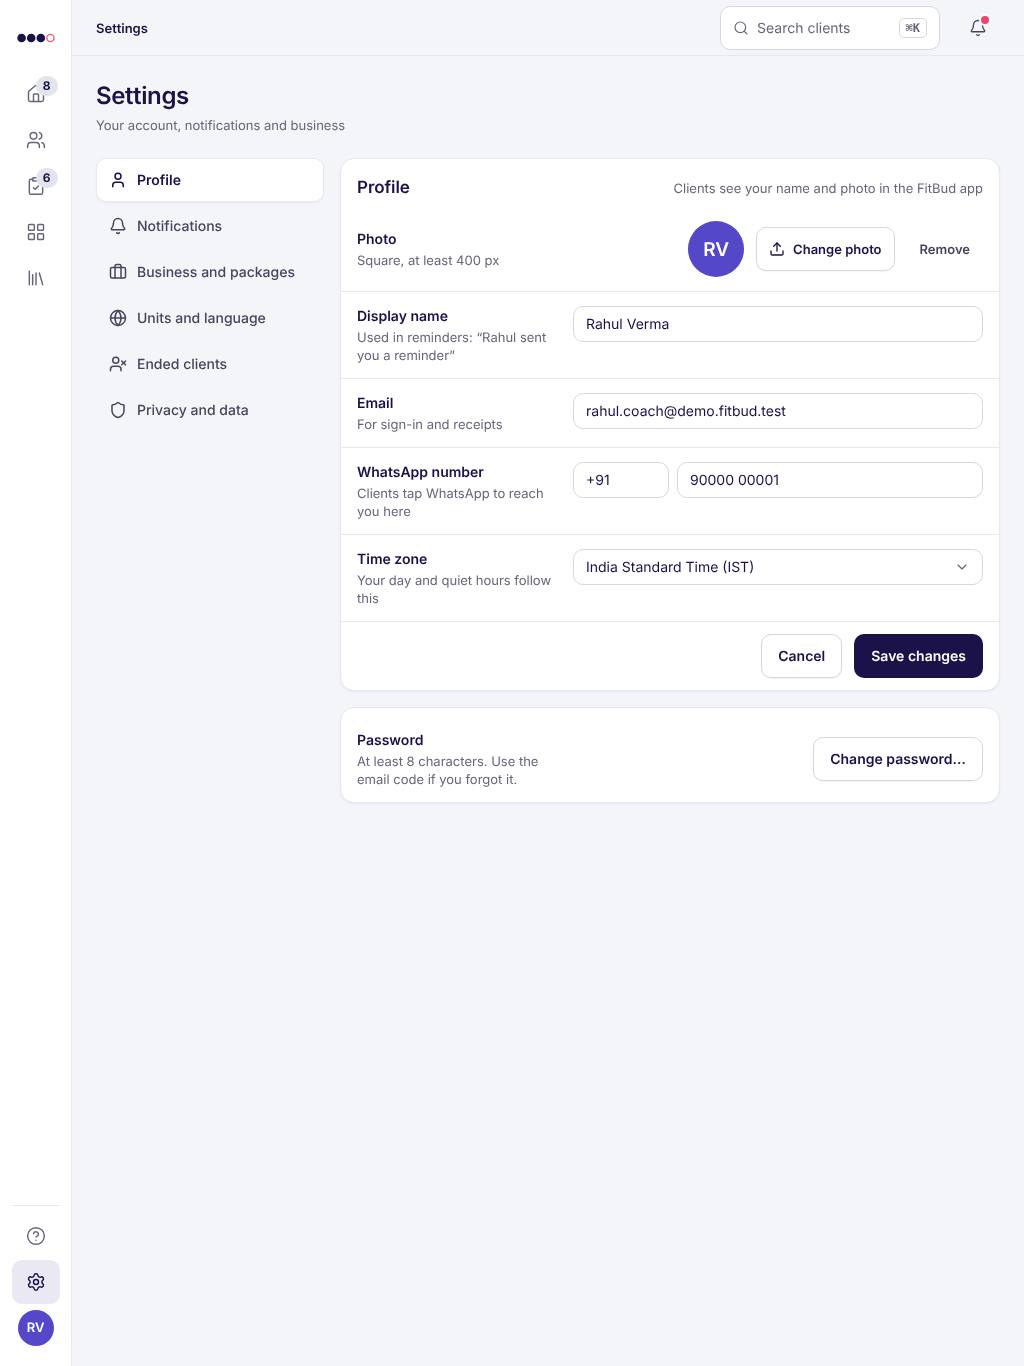 Settings
Search clients
⌘K
8
6
Settings
Your account, notifications and business
Profile
Notifications
Business and packages
Units and language
Ended clients
Privacy and data
Profile
Clients see your name and photo in the FitBud app
Photo
Square, at least 400 px
RV
Change photo
Remove
Display name
Used in reminders: “Rahul sent
you a reminder”
Rahul Verma
Email
For sign-in and receipts
rahul.coach@demo.fitbud.test
WhatsApp number
Clients tap WhatsApp to reach
you here
+91
90000 00001
Time zone
Your day and quiet hours follow
this
India Standard Time (IST)
Cancel
Save changes
Password
At least 8 characters. Use the
email code if you forgot it.
Change password...
RV